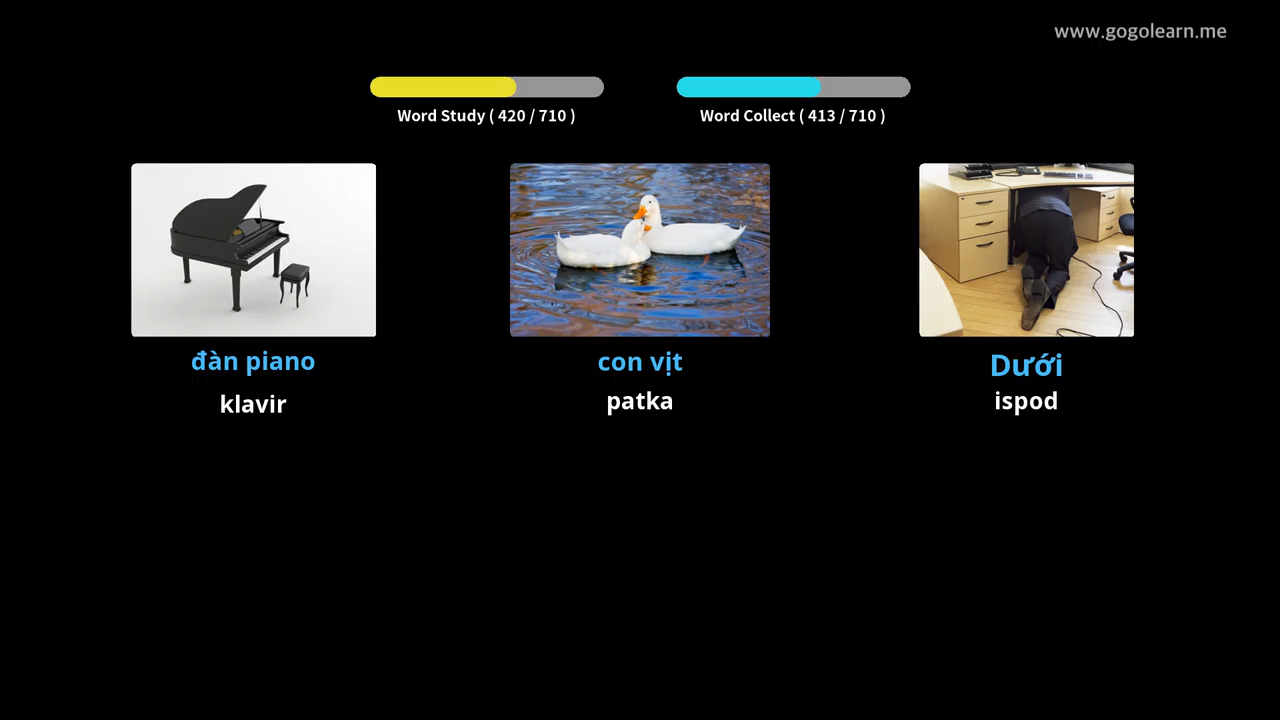 www.gogolearn.me
Word Study ( 420 / 710 )
Word Collect ( 413 / 710 )
đàn piano
klavir
con vịt
patka
Dưới
ispod